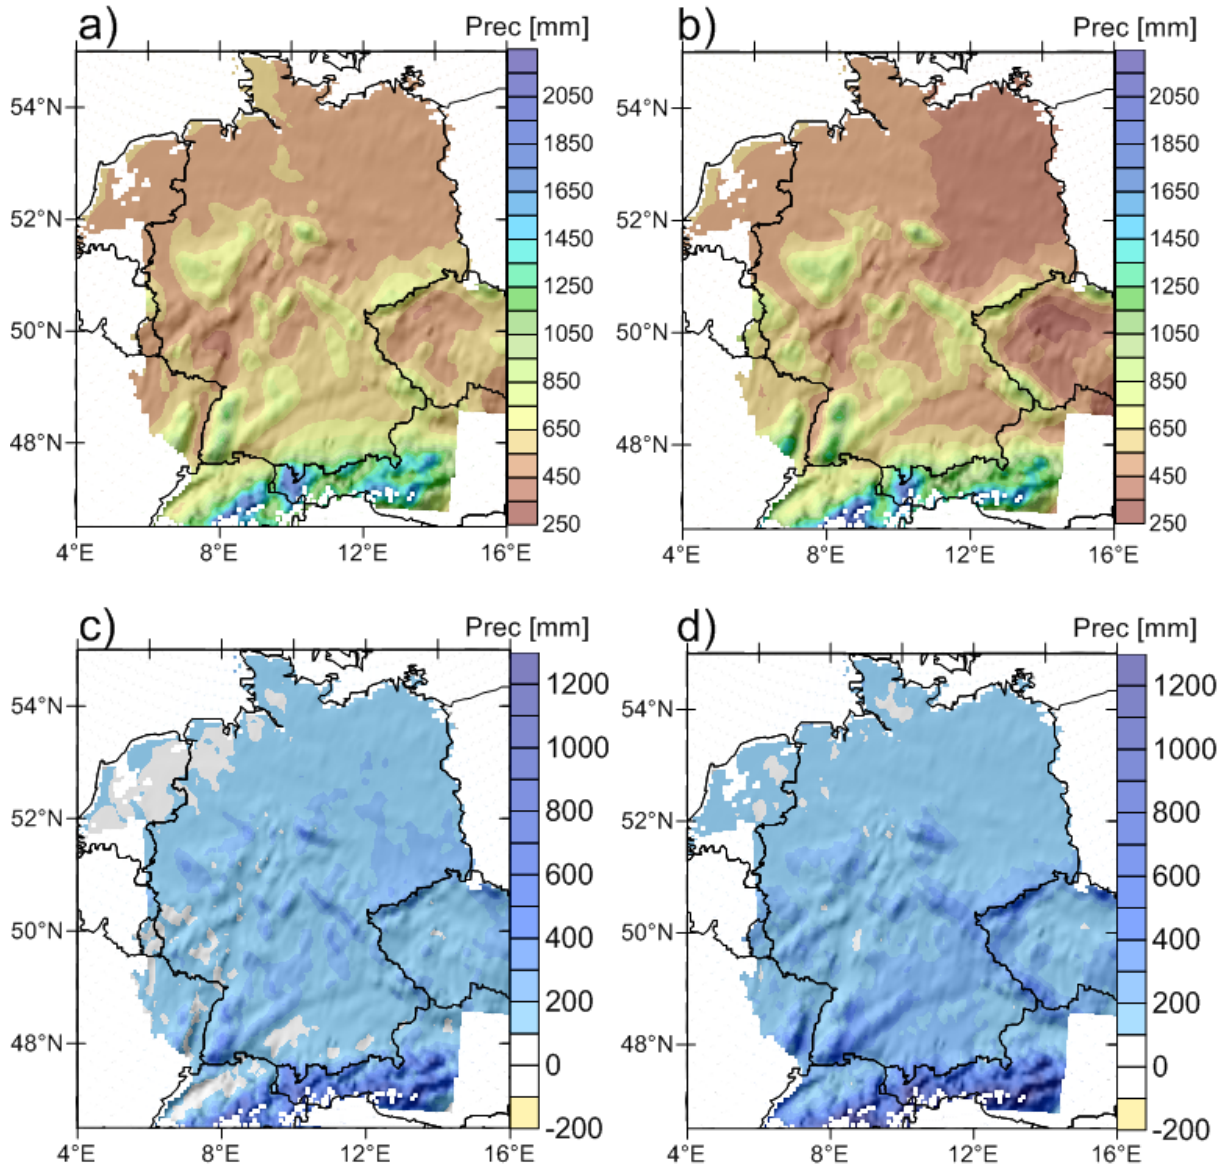 a) Prec [mm] b) Prec [mm]
54°N 2050 54°N 2050
1850 1850
1650 1650
52°N 52°N
1450 1450
1250 1250
50°N 1050 50°N 1050
850 850
650 650
48°N 48°N
450 450
250 250
4°E 8°E 12°E 16°E 4°E 8°E 12°E 16°E
c) Prec [mm] d) Prec [mm]
1200 1200
54°N 54°N
1000 1000
52°N 800 52°N 800
600 600
50°N 400 50°N 400
200 200
48°N 0 48°N 0
-200 -200
4°E 8°E 12°E 16°E 4°E 8°E 12°E 16°E